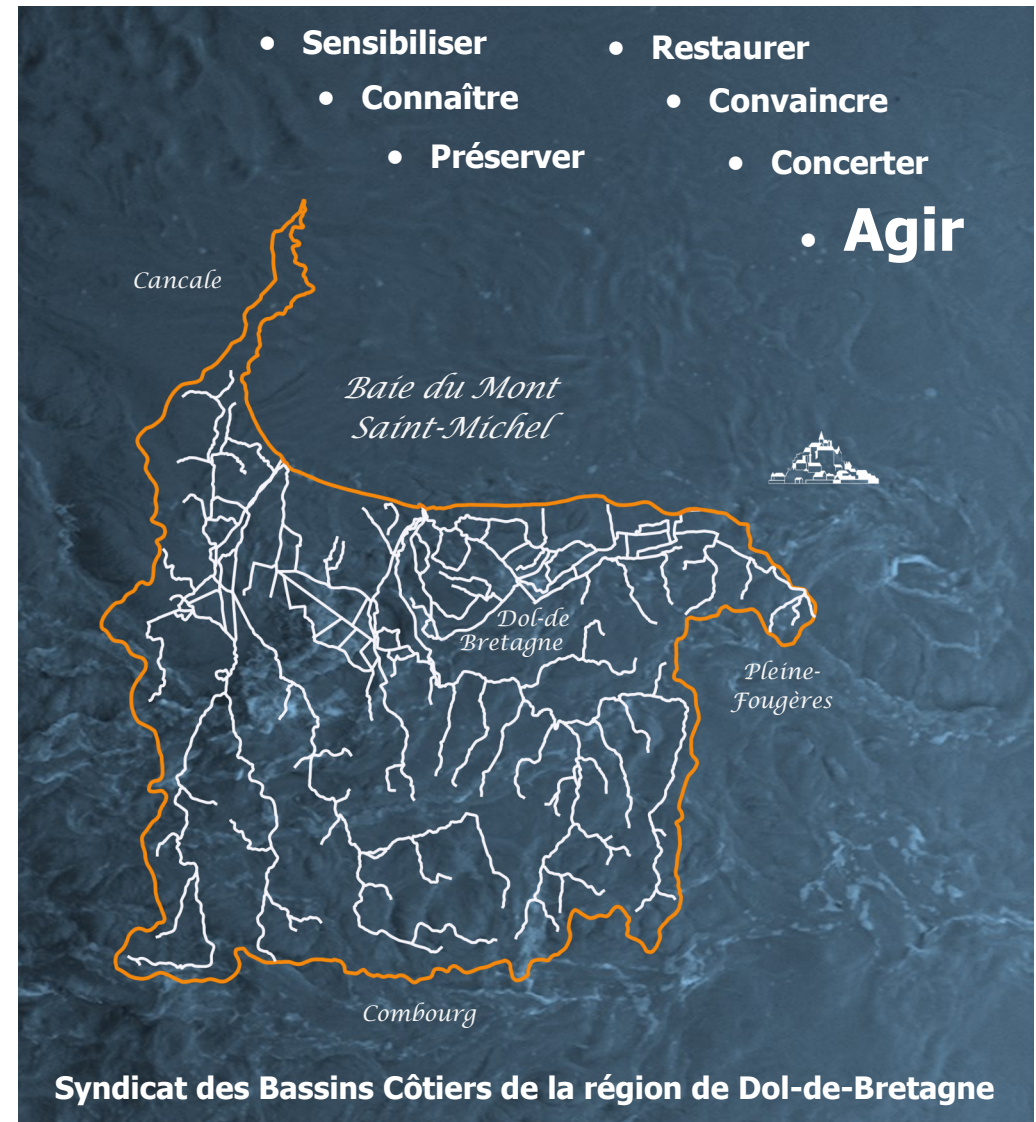 • Sensibiliser
• Connaître
• Préserver
• Restaurer
• Convaincre
• Concerter
• Agir
Cancale
Baie du Mont
Saint-Michel
Dol-de
Bretagne
Pleine-
Fougères
Combourg
Syndicat des Bassins Côtiers de la région de Dol-de-Bretagne